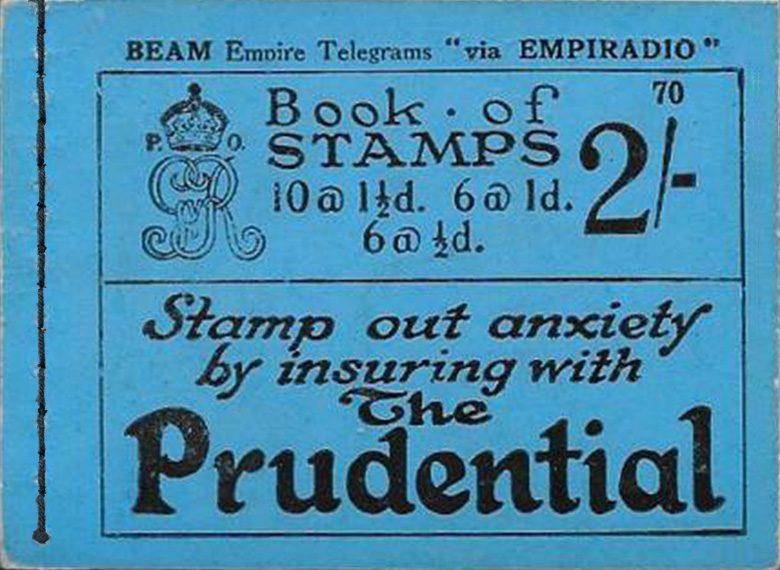 BEAM Empire Telegrams "via EMPIRADIO"
70
Book · of
STAMPS
2/-
P. O.
GR
10@1½d. 6@1d.
6@½d.
Stamp out anxiety
by insuring with
The
Prudential